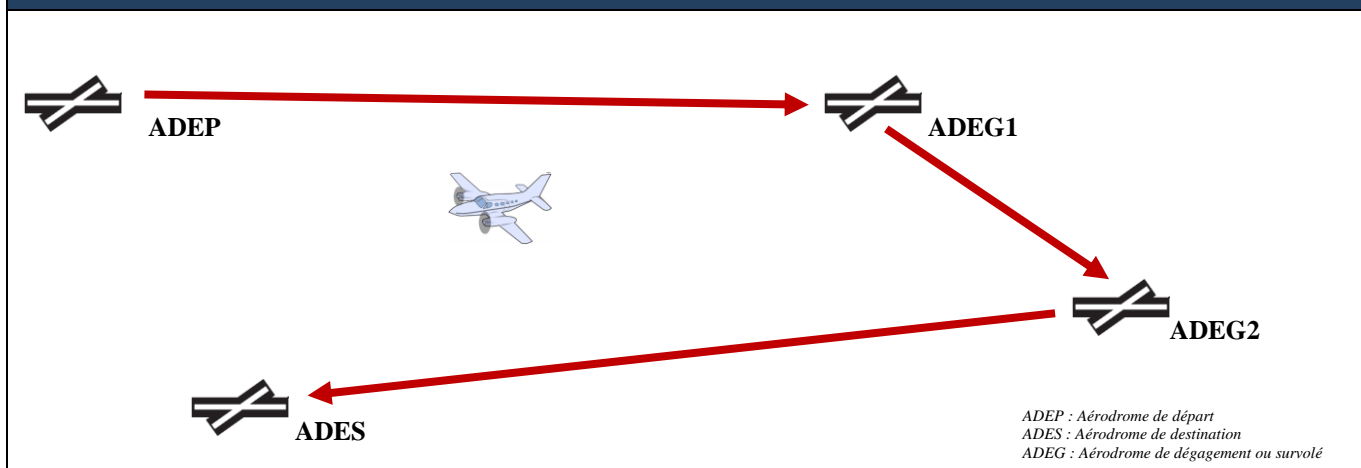 ADEP
ADEG1
ADEG2
ADES
ADEP : Aérodrome de départ
ADES : Aérodrome de destination
ADEG : Aérodrome de dégagement ou survolé